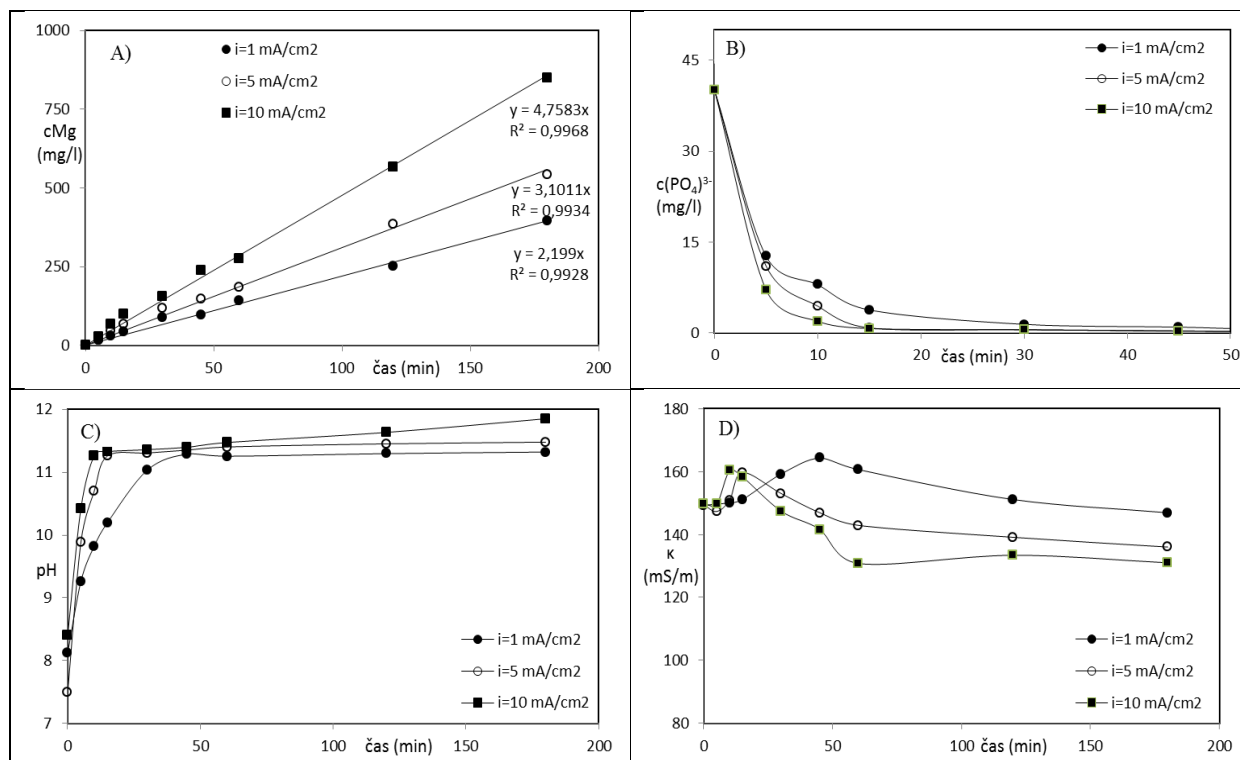 A)
i=1 mA/cm2
i=5 mA/cm2
i=10 mA/cm2
1000
750
500
250
0
cMg
(mg/l)
y = 4,7583x
R² = 0,9968
y = 3,1011x
R² = 0,9934
y = 2,199x
R² = 0,9928
0 50 100 150 200
čas (min)
B)
i=1 mA/cm2
i=5 mA/cm2
i=10 mA/cm2
45
30
15
0
c(PO₄)³⁻
(mg/l)
0 10 20 30 40 50
čas (min)
C)
12
11
10
9
8
7
pH
i=1 mA/cm2
i=5 mA/cm2
i=10 mA/cm2
0 50 100 150 200
čas (min)
D)
180
160
140
120
100
80
κ
(mS/m)
i=1 mA/cm2
i=5 mA/cm2
i=10 mA/cm2
0 50 100 150 200
čas (min)